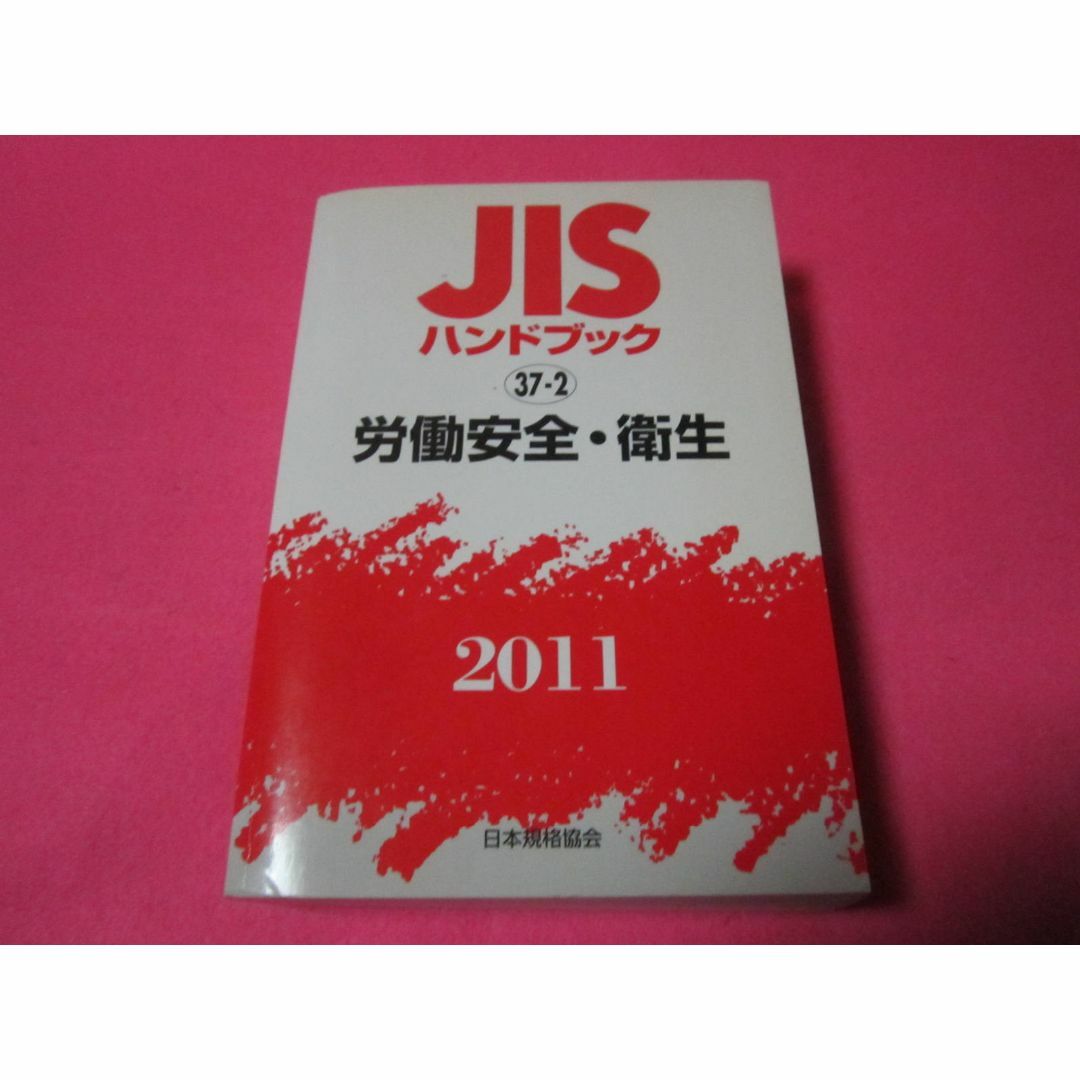 JIS
ハンドブック
37-2
労働安全・衛生
2011
日本規格協会